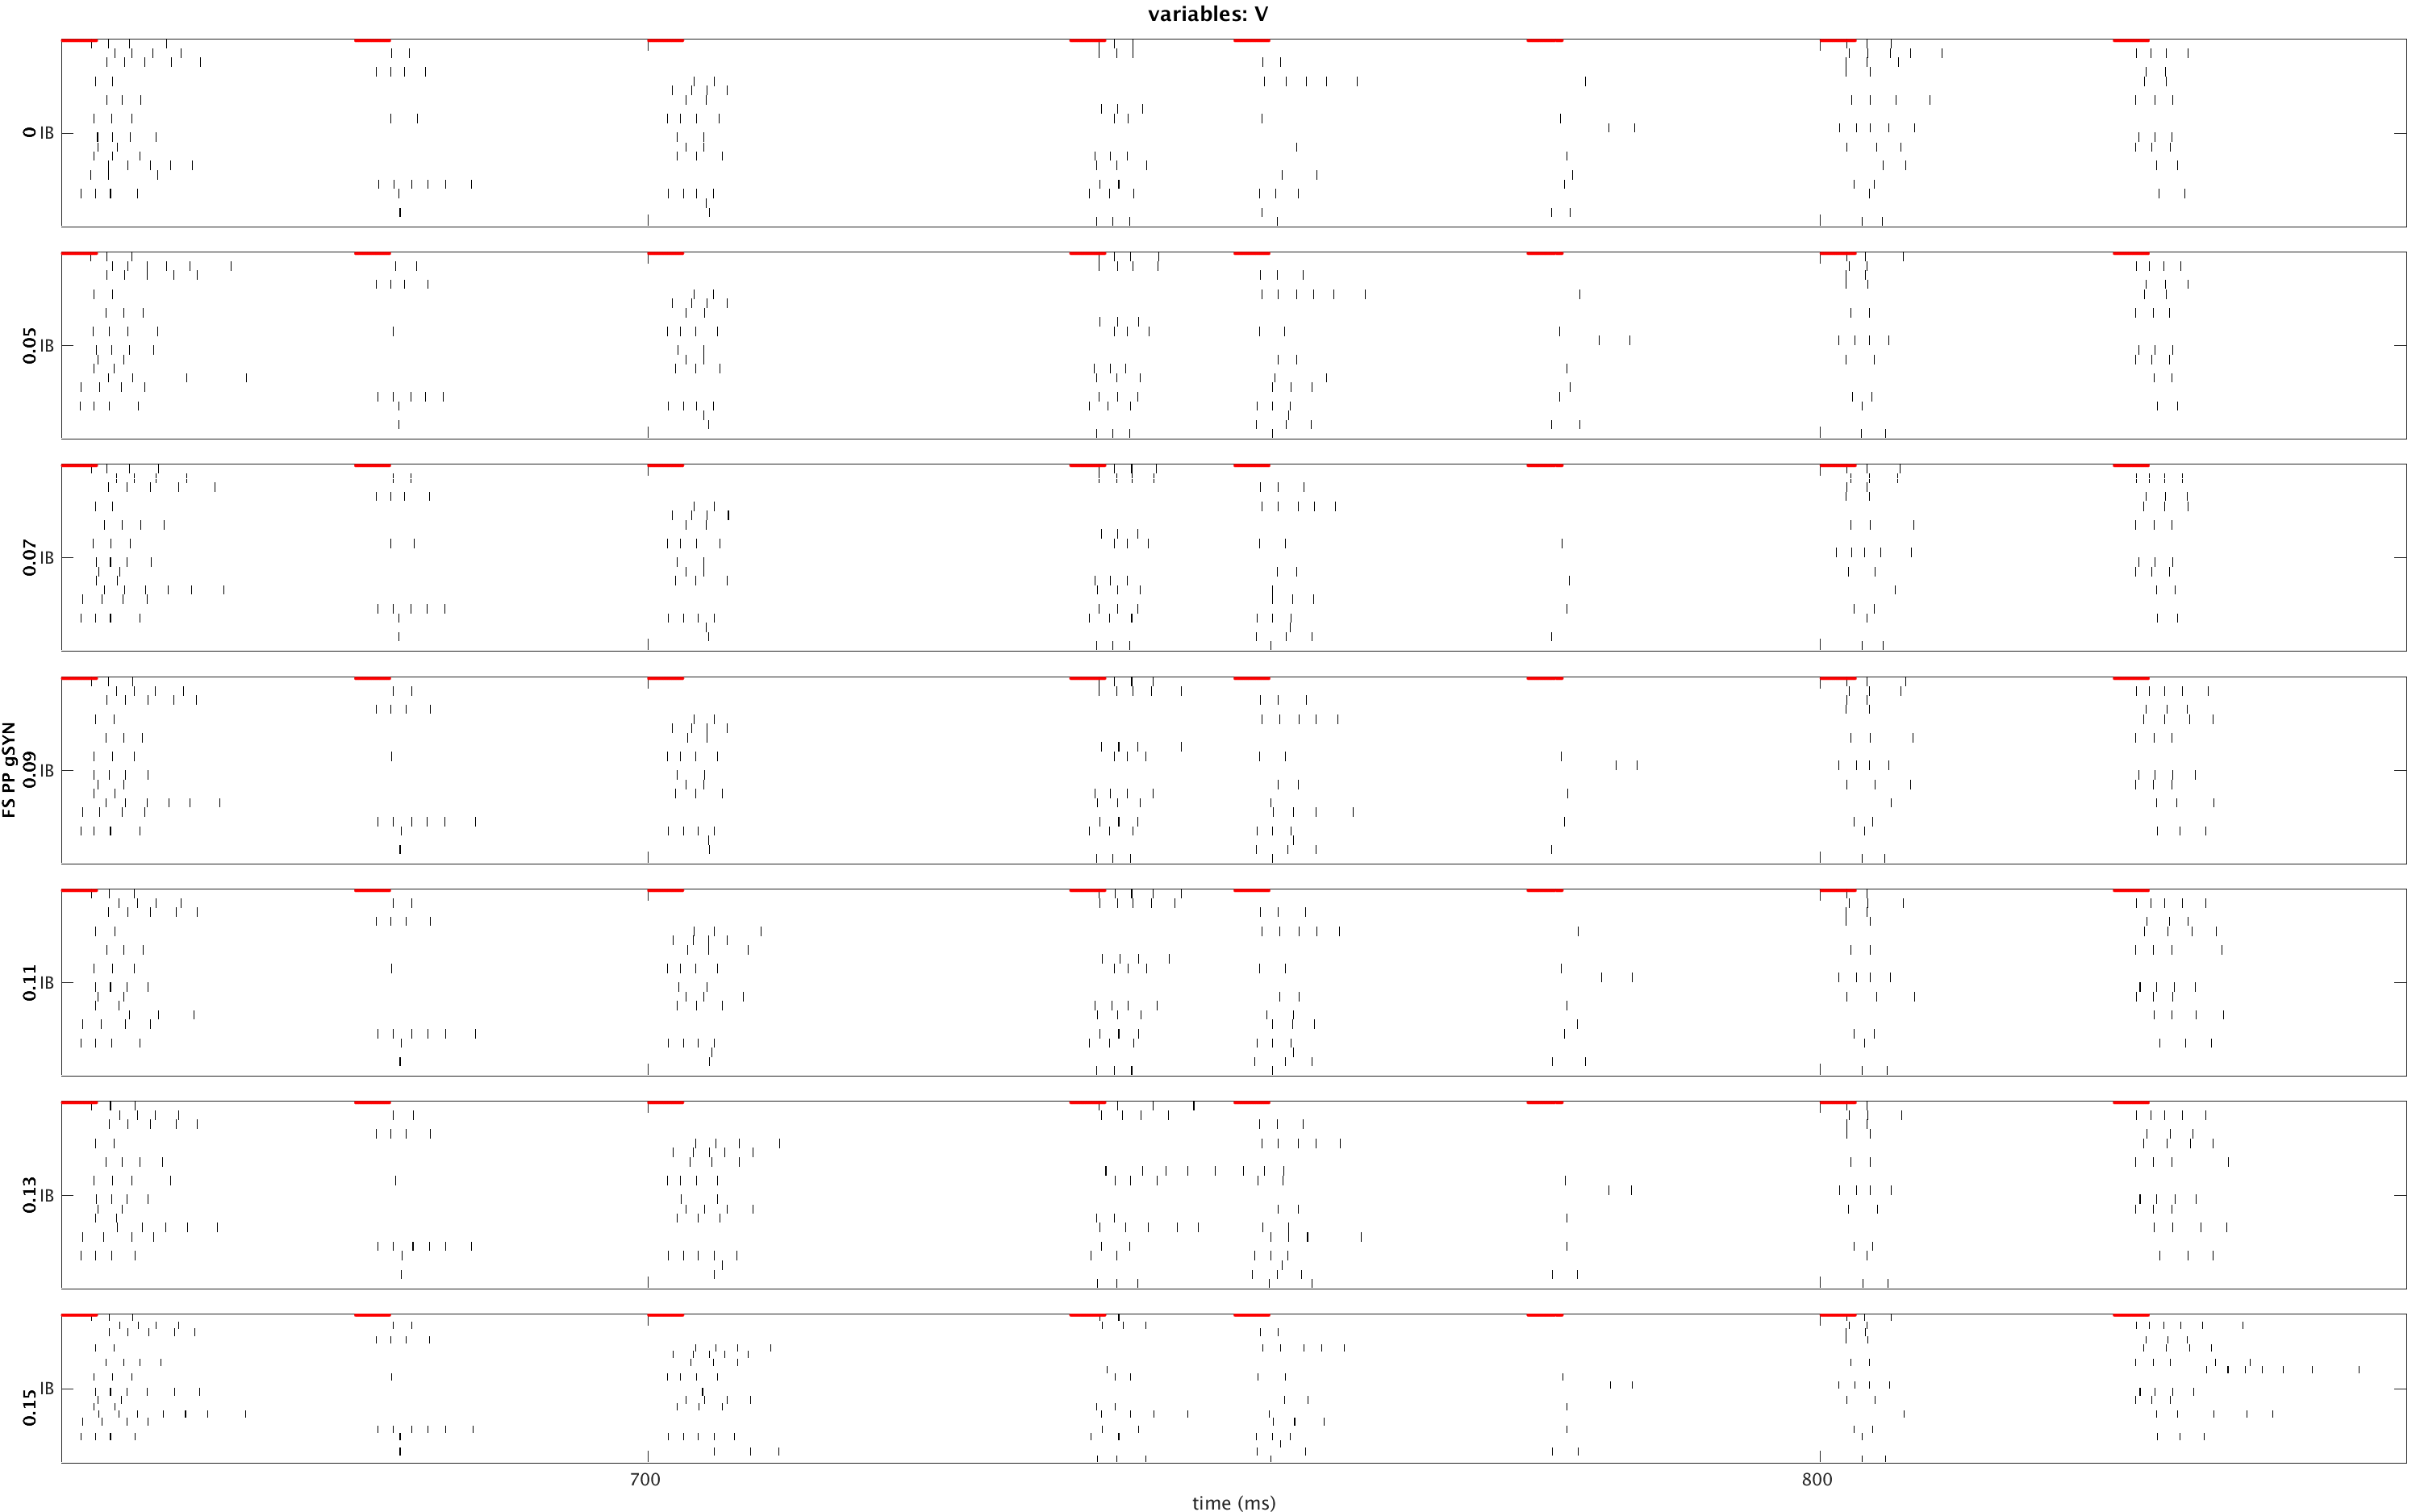 variables: V
0 IB
0.05 IB
0.07 IB
FS PP gSYN
0.09 IB
0.11 IB
0.13 IB
0.15 IB
700 800
time (ms)